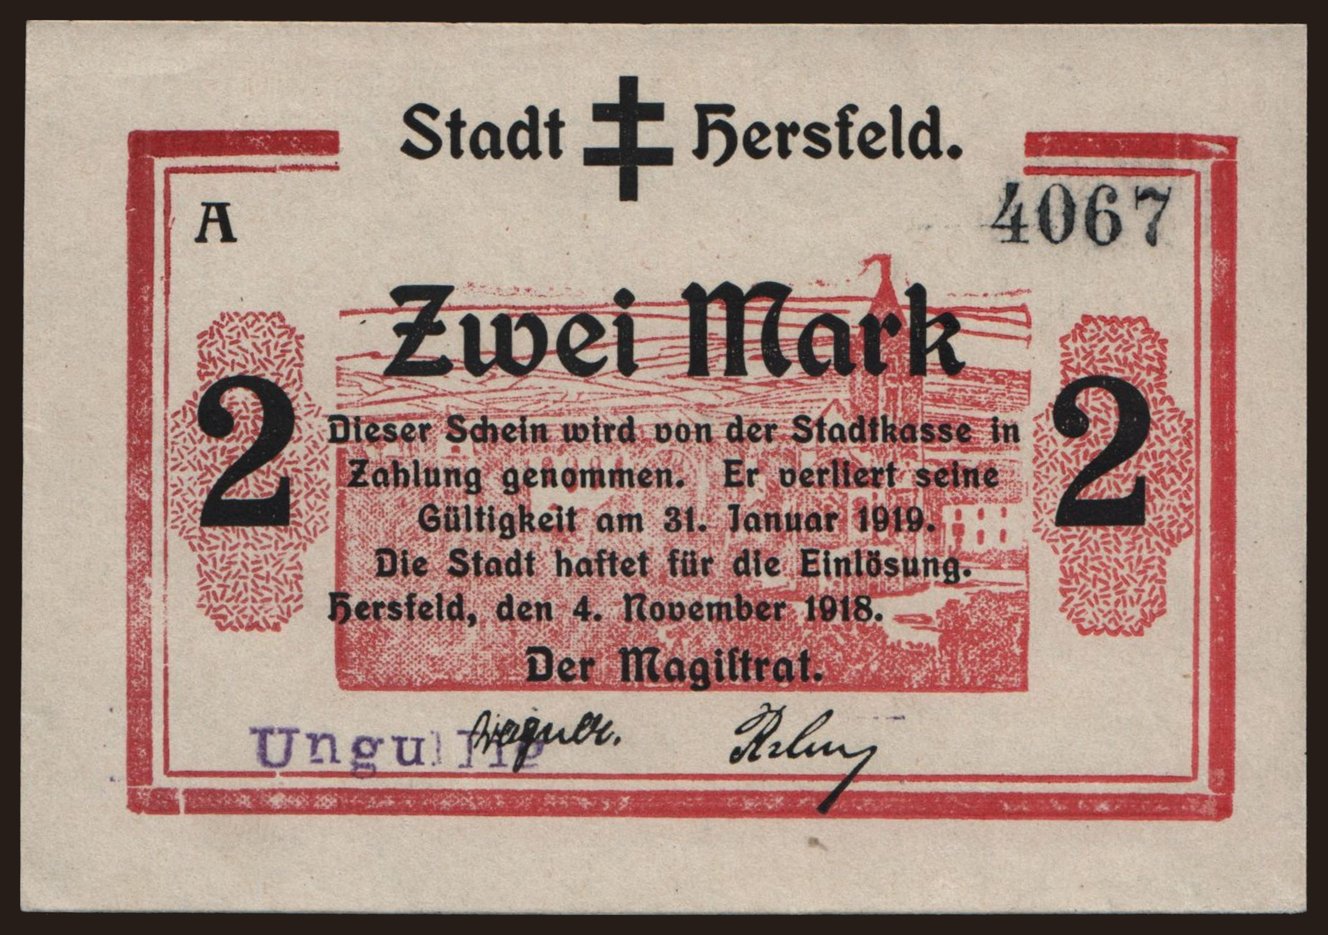 Stadt Hersfeld.
A
4067
Zwei Mark
2
2
Dieser Schein wird von der Stadtkasse in
Zahlung genommen. Er verliert seine
Gültigkeit am 31. Januar 1919.
Die Stadt haftet für die Einlösung.
Hersfeld, den 4. November 1918.
Der Magiſtrat.